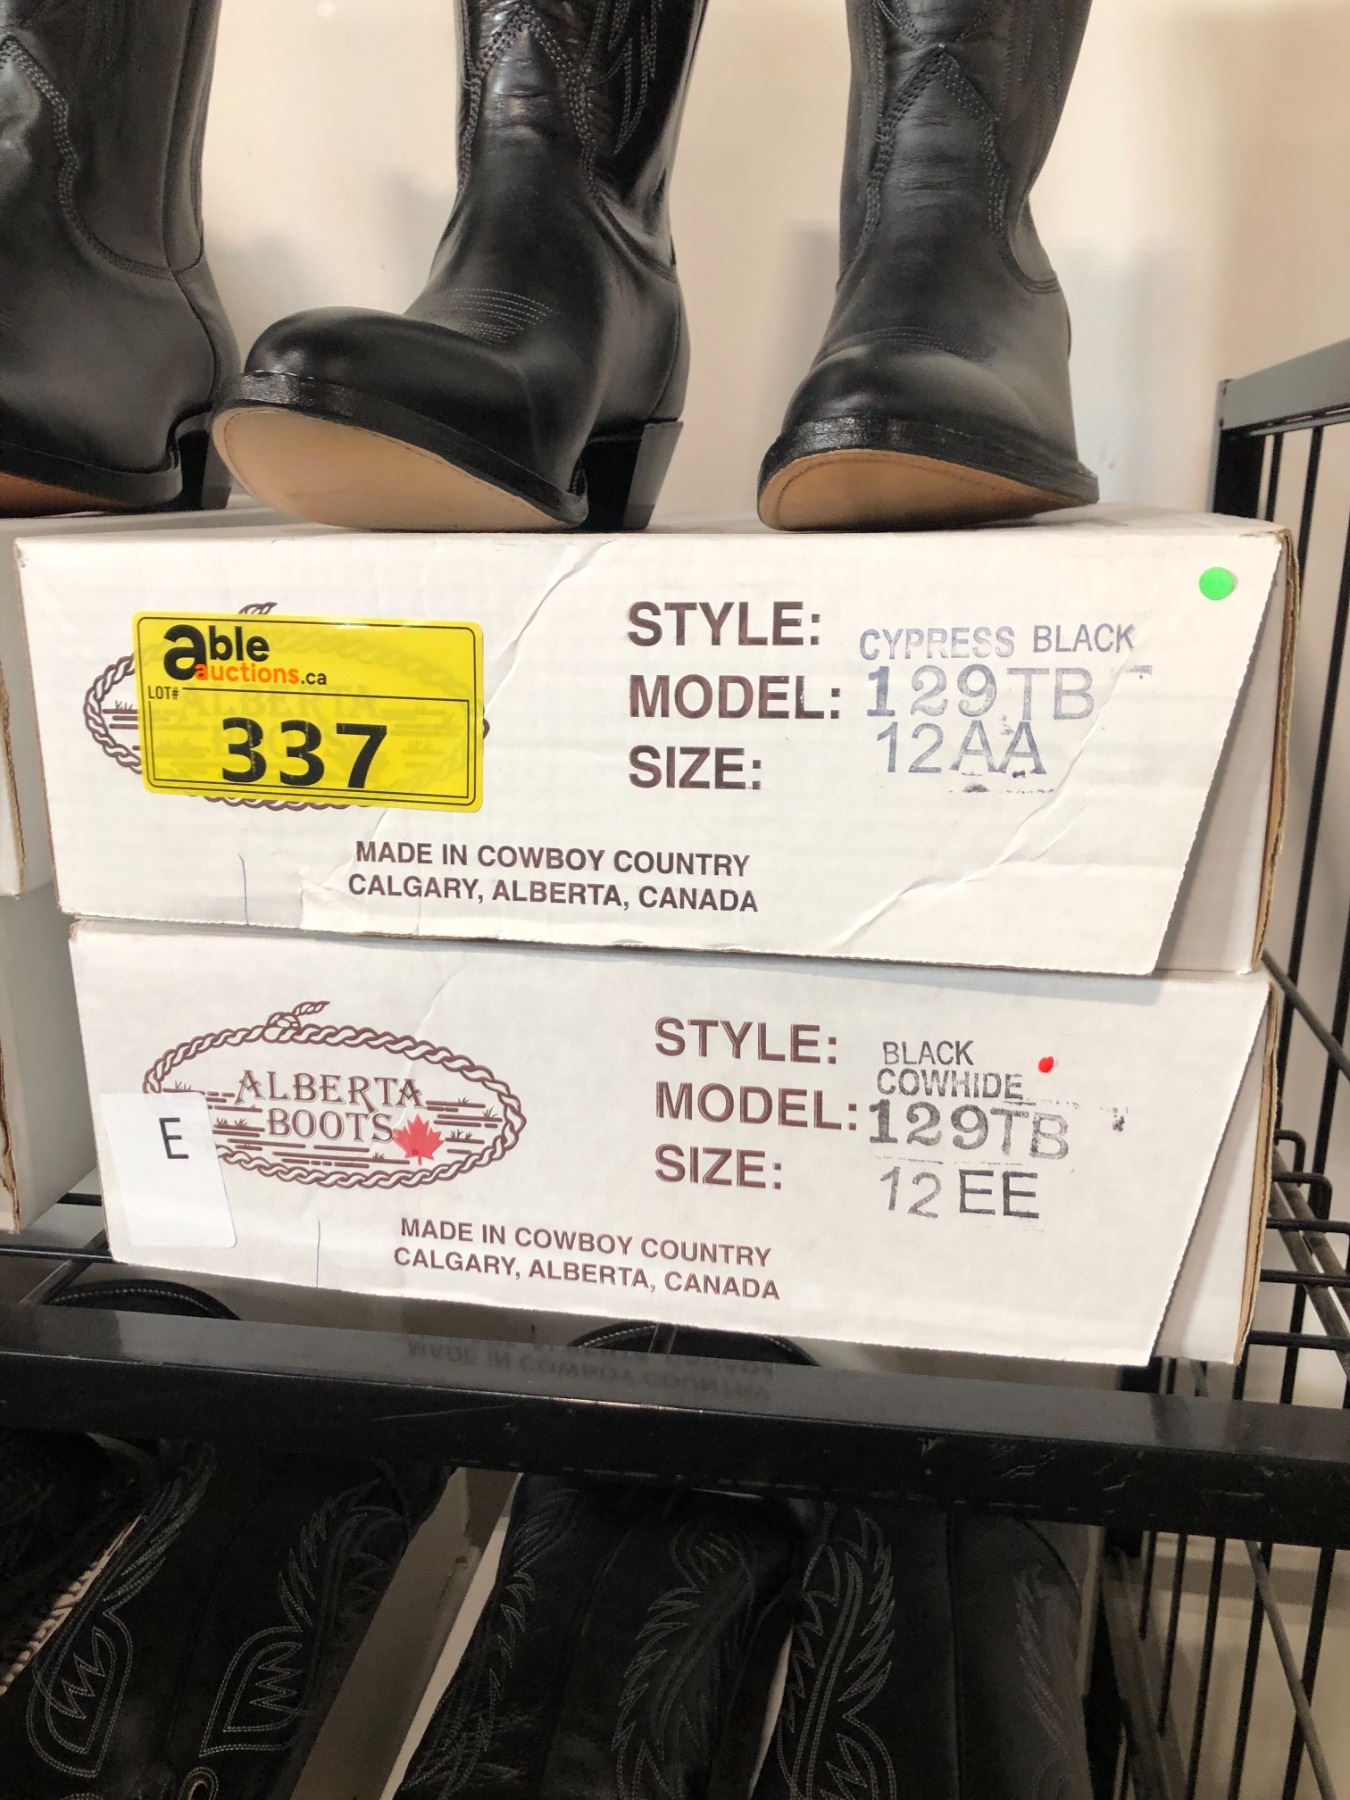 able
auctions.ca
LOT#
337
STYLE: CYPRESS BLACK
MODEL: 129TB
SIZE: 12AA
MADE IN COWBOY COUNTRY
CALGARY, ALBERTA, CANADA
ALBERTA
BOOTS
E
STYLE: BLACK
COWHIDE
MODEL: 129TB
SIZE: 12EE
MADE IN COWBOY COUNTRY
CALGARY, ALBERTA, CANADA